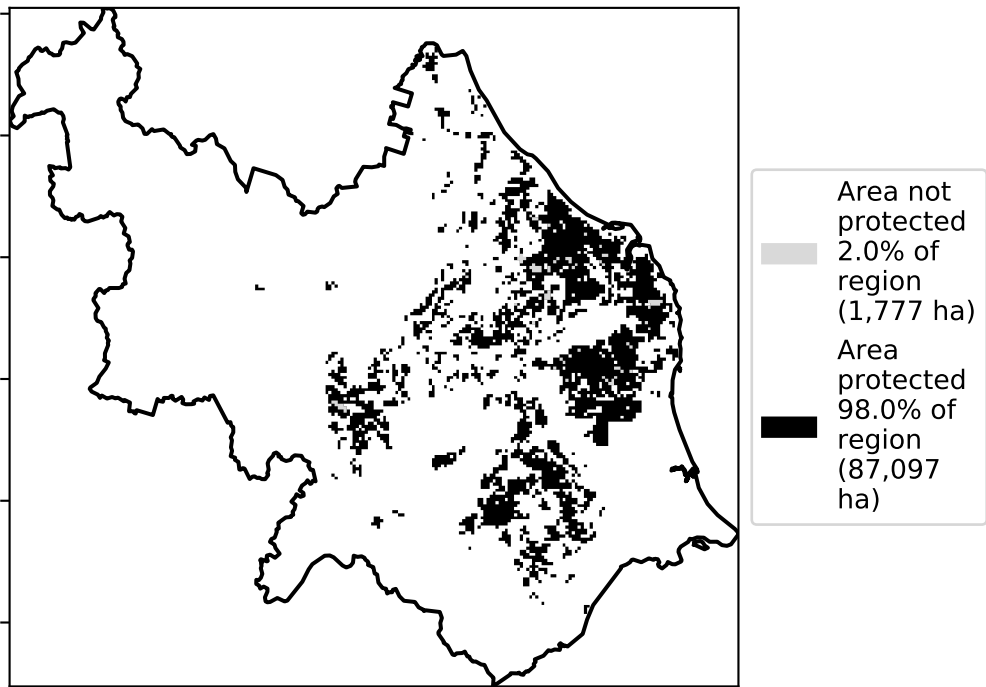 Area not
protected
2.0% of
region
(1,777 ha)
Area
protected
98.0% of
region
(87,097
ha)